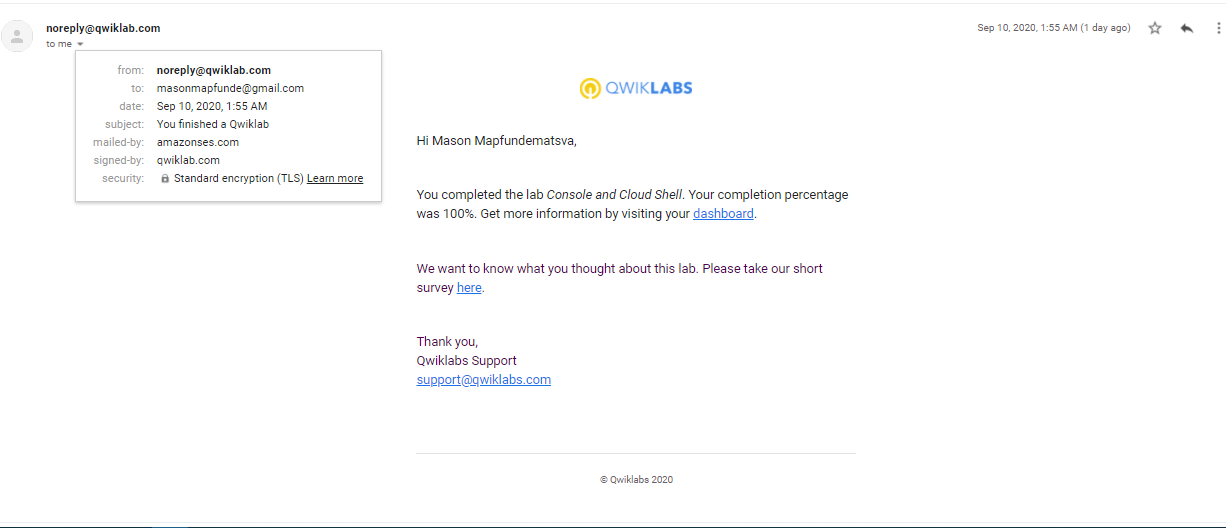 noreply@qwiklab.com
Sep 10, 2020, 1:55 AM (1 day ago)
to me
from: noreply@qwiklab.com
to: masonmapfunde@gmail.com
date: Sep 10, 2020, 1:55 AM
subject: You finished a Qwiklab
mailed-by: amazonses.com
signed-by: qwiklab.com
security: Standard encryption (TLS) Learn more
QWIKLABS
Hi Mason Mapfundematsva,
You completed the lab Console and Cloud Shell. Your completion percentage
was 100%. Get more information by visiting your dashboard.
We want to know what you thought about this lab. Please take our short
survey here.
Thank you,
Qwiklabs Support
support@qwiklabs.com
© Qwiklabs 2020